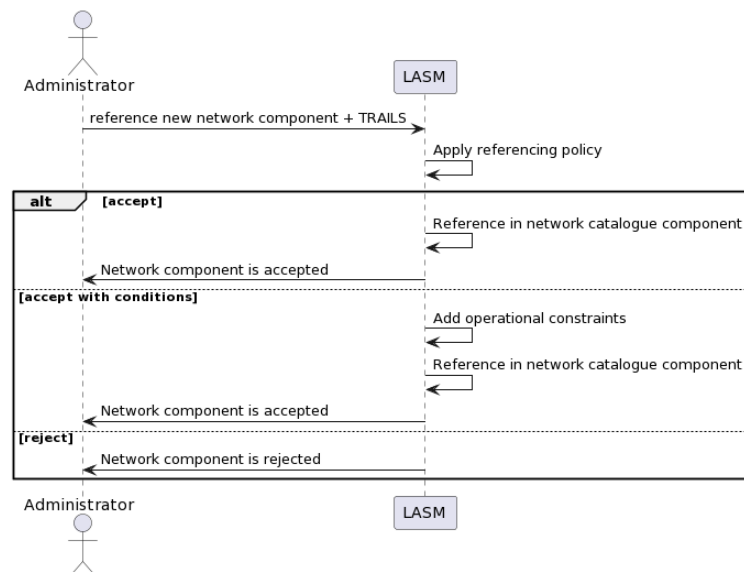 Administrator
LASM
reference new network component + TRAILS
Apply referencing policy
alt [accept]
Reference in network catalogue component
Network component is accepted
[accept with conditions]
Add operational constraints
Reference in network catalogue component
Network component is accepted
[reject]
Network component is rejected
Administrator
LASM